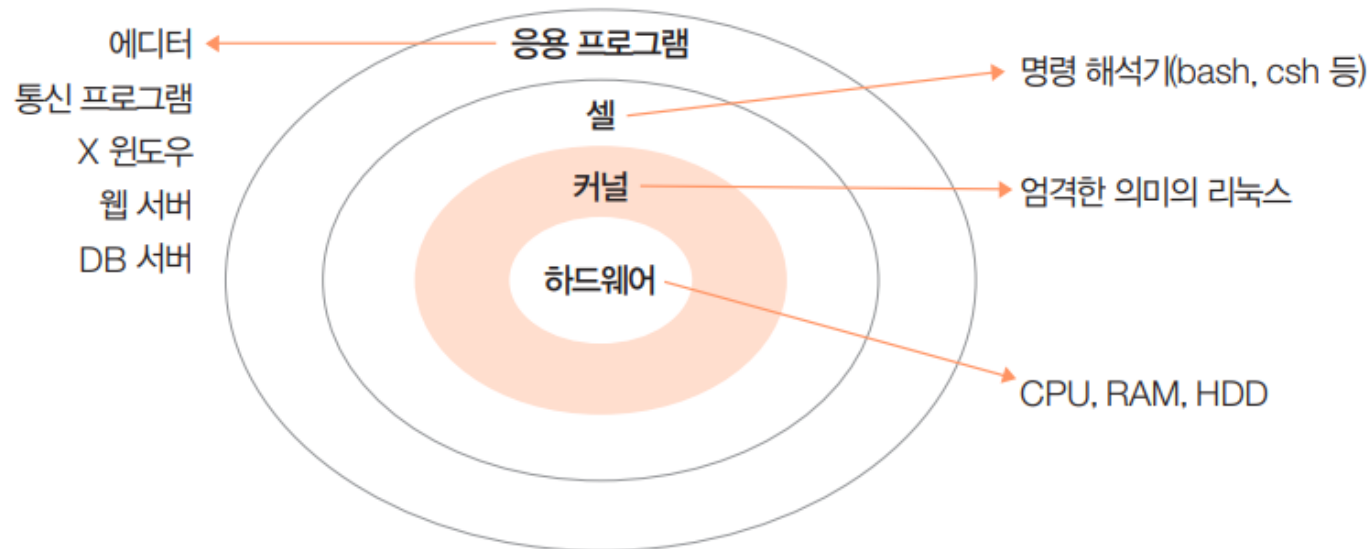 에디터
통신 프로그램
X 윈도우
웹 서버
DB 서버
응용 프로그램
셸
커널
하드웨어
명령 해석기(bash, csh 등)
엄격한 의미의 리눅스
CPU, RAM, HDD